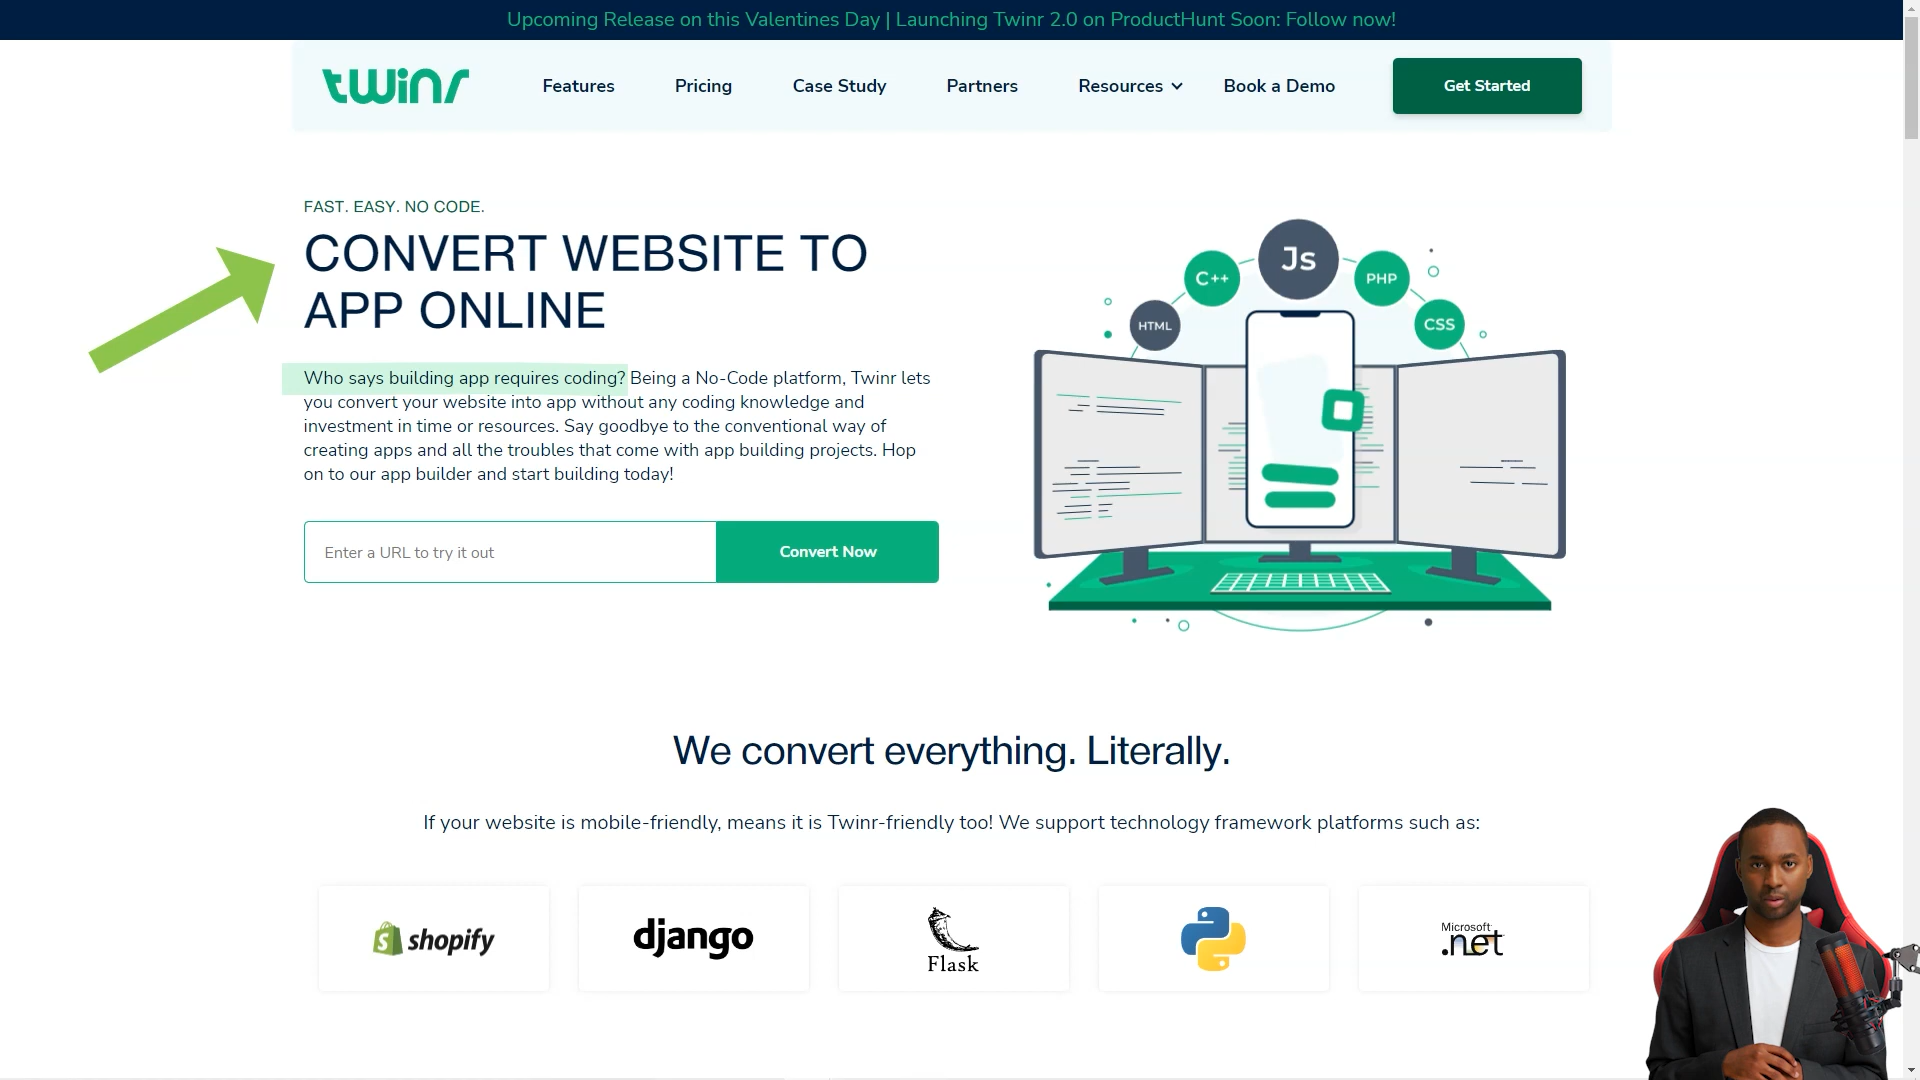 Upcoming Release on this Valentines Day | Launching Twinr 2.0 on ProductHunt Soon: Follow now!
twinr
Features
Pricing
Case Study
Partners
Resources
Book a Demo
Get Started
FAST. EASY. NO CODE.
CONVERT WEBSITE TO
APP ONLINE
Who says building app requires coding? Being a No-Code platform, Twinr lets
you convert your website into app without any coding knowledge and
investment in time or resources. Say goodbye to the conventional way of
creating apps and all the troubles that come with app building projects. Hop
on to our app builder and start building today!
Enter a URL to try it out
Convert Now
HTML
C++
Js
PHP
CSS
We convert everything. Literally.
If your website is mobile-friendly, means it is Twinr-friendly too! We support technology framework platforms such as:
shopify
django
Flask
Microsoft
.net